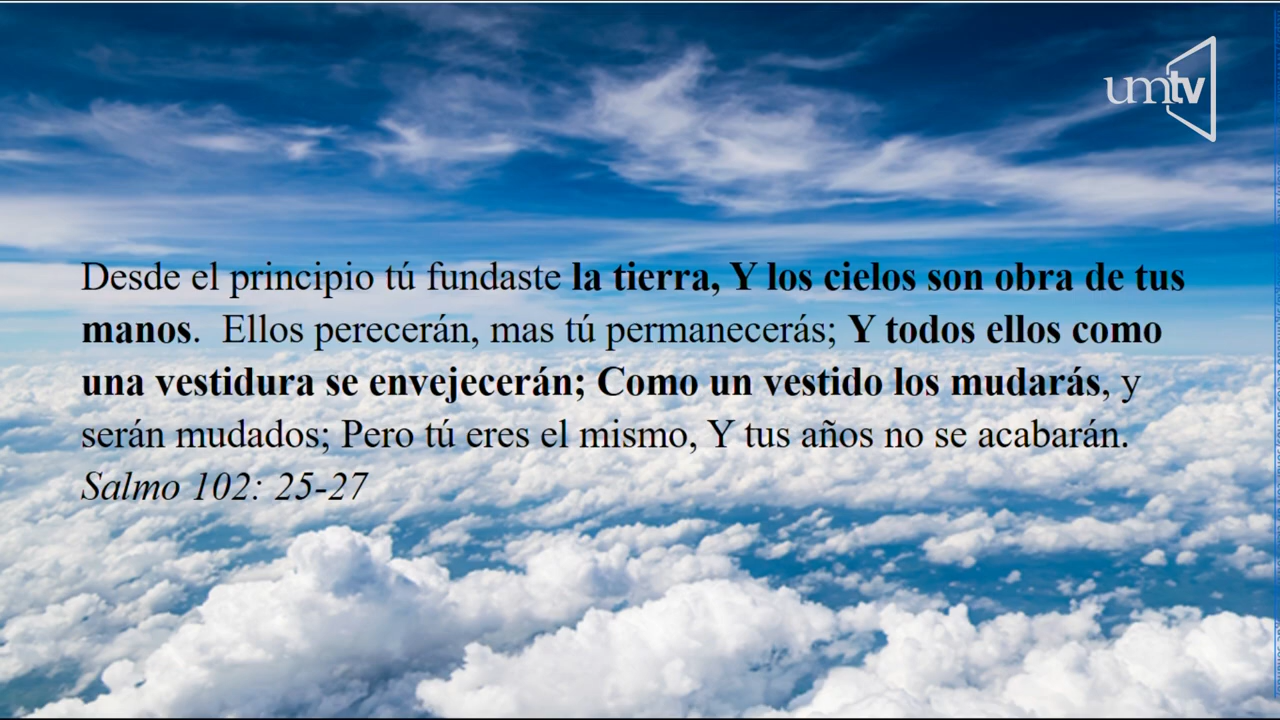 umtv
Desde el principio tú fundaste la tierra, Y los cielos son obra de tus
manos.  Ellos perecerán, mas tú permanecerás; Y todos ellos como
una vestidura se envejecerán; Como un vestido los mudarás, y
serán mudados; Pero tú eres el mismo, Y tus años no se acabarán.
Salmo 102: 25-27